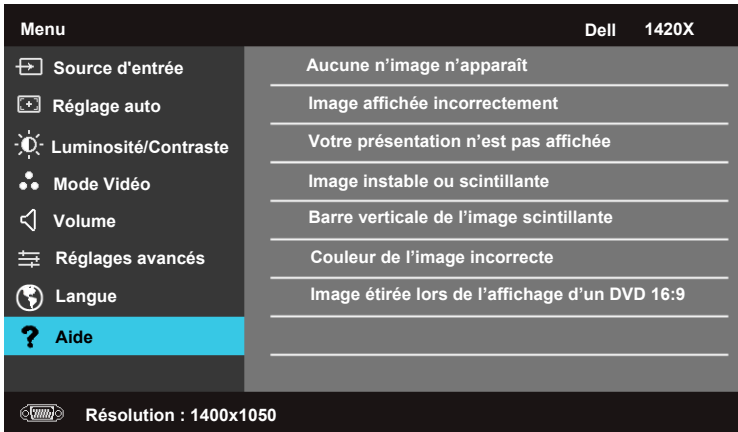 Menu
Dell 1420X
Source d'entrée
Réglage auto
Luminosité/Contraste
Mode Vidéo
Volume
Réglages avancés
Langue
? Aide
Aucune n’image n’apparaît
Image affichée incorrectement
Votre présentation n’est pas affichée
Image instable ou scintillante
Barre verticale de l’image scintillante
Couleur de l’image incorrecte
Image étirée lors de l’affichage d’un DVD 16:9
Résolution : 1400x1050